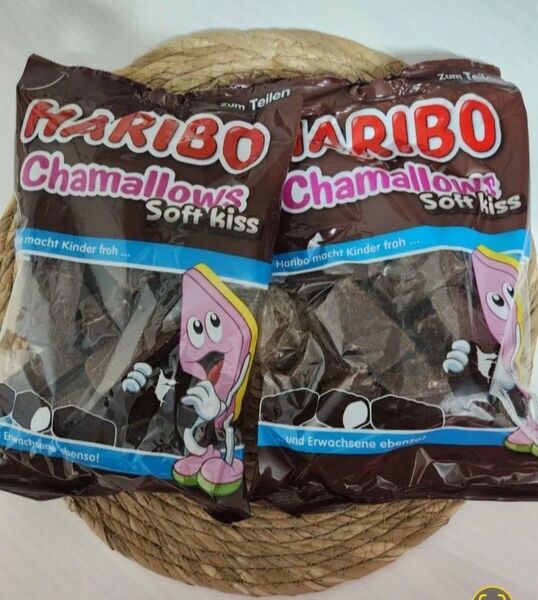 zum Teilen
HARIBO
Chamallows
Soft Kiss
macht Kinder froh ...
Erwachsene ebenso!
Zum
HARIBO
Chamallows
Soft Kiss
Haribo macht Kinder froh ...
...und Erwachsene ebenso!